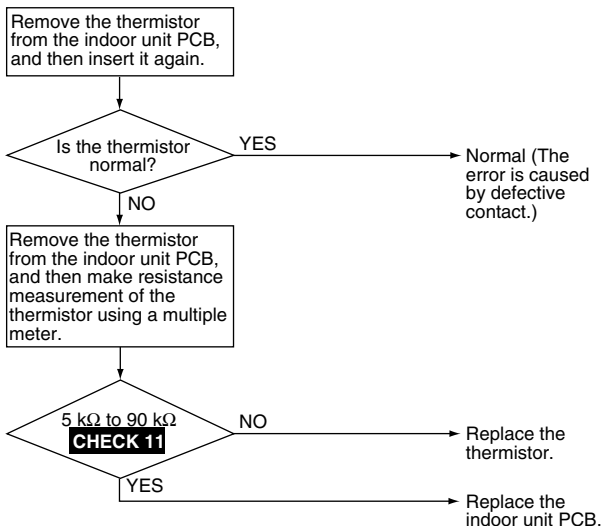 Remove the thermistor
from the indoor unit PCB,
and then insert it again.
Is the thermistor
normal?
YES
Normal (The
error is caused
by defective
contact.)
NO
Remove the thermistor
from the indoor unit PCB,
and then make resistance
measurement of the
thermistor using a multiple
meter.
5 kΩ to 90 kΩ
CHECK 11
NO
Replace the
thermistor.
YES
Replace the
indoor unit PCB.